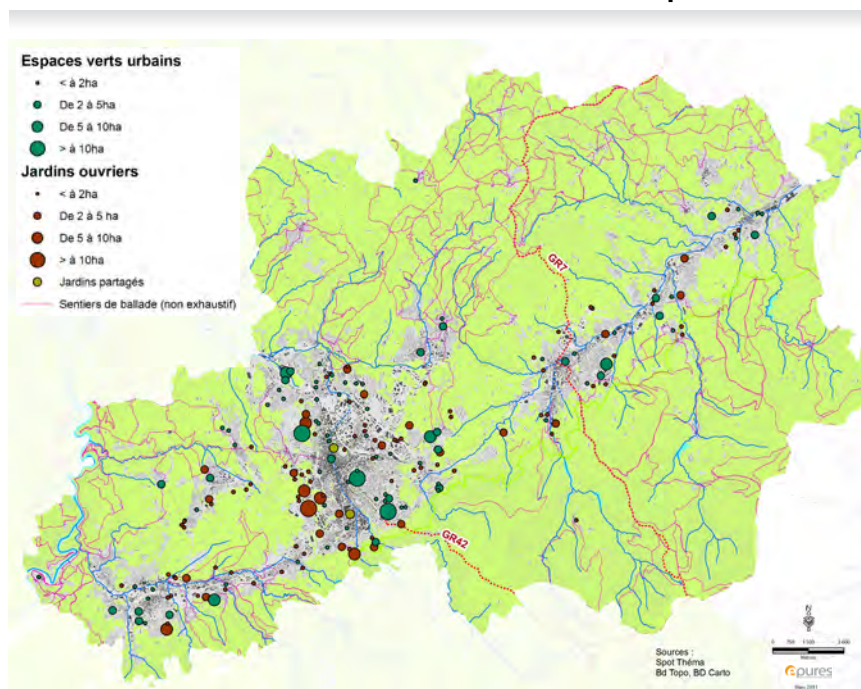 Espaces verts urbains
< à 2ha
De 2 à 5ha
De 5 à 10ha
> à 10ha
Jardins ouvriers
< à 2ha
De 2 à 5 ha
De 5 à 10ha
> à 10ha
Jardins partagés
Sentiers de ballade (non exhaustif)
GR7
GR42
N
Sources :
Spot Théma
Bd Topo, BD Carto
epures